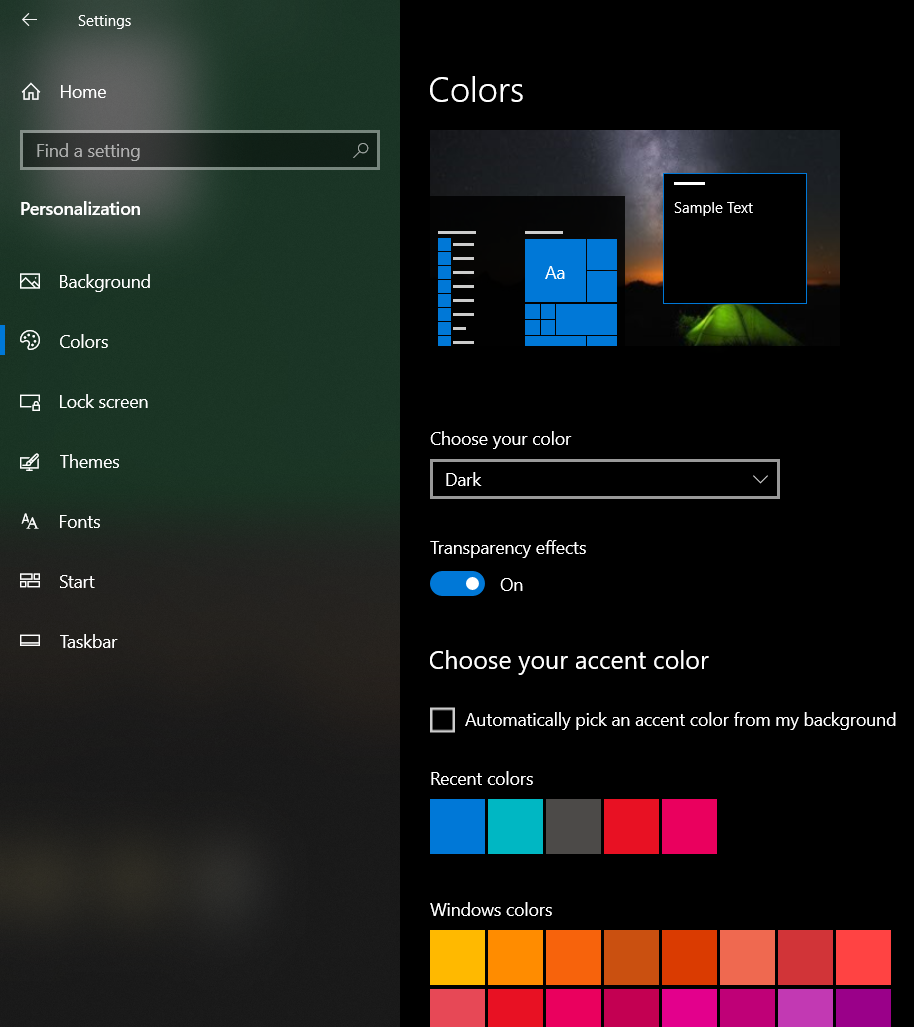 Settings
Home
Find a setting
Personalization
Background
Colors
Lock screen
Themes
Fonts
Start
Taskbar
Colors
Sample Text
Aa
Choose your color
Dark
Transparency effects
On
Choose your accent color
Automatically pick an accent color from my background
Recent colors
Windows colors